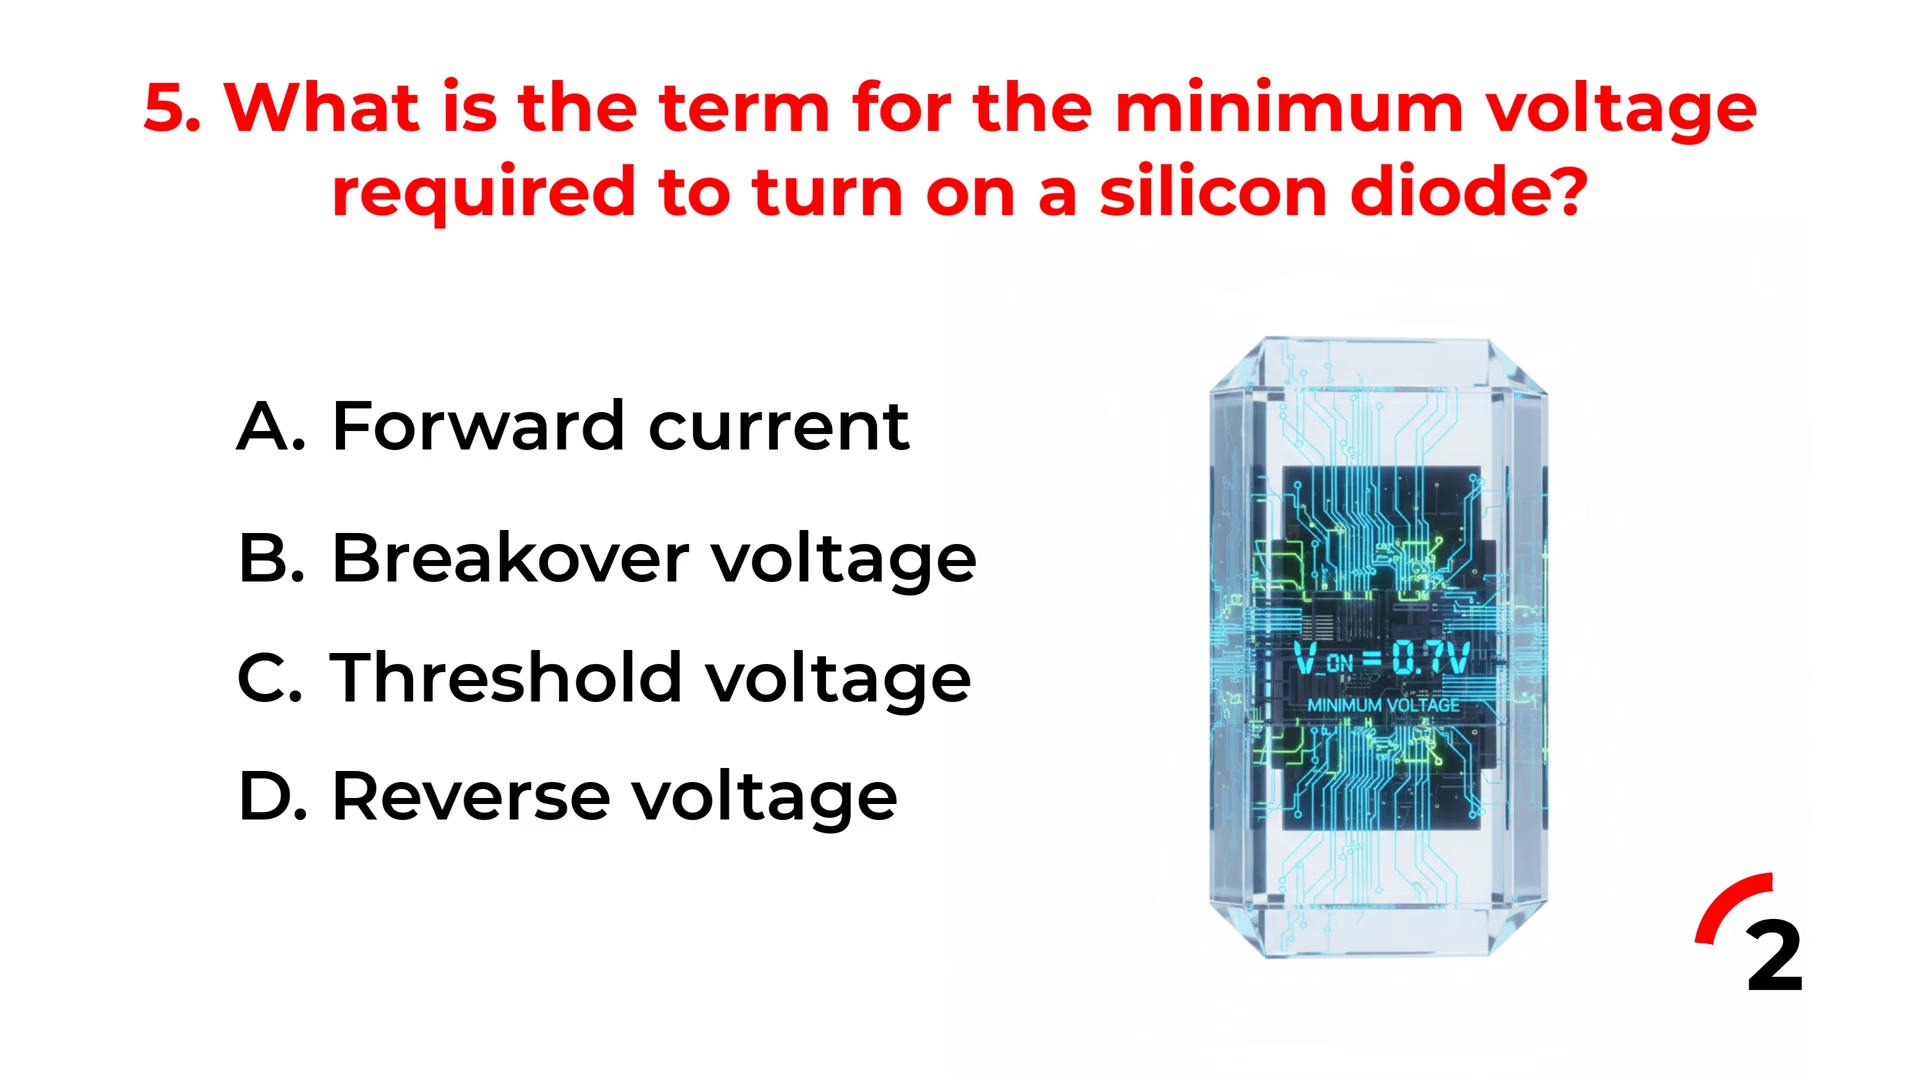 5. What is the term for the minimum voltage
required to turn on a silicon diode?
A. Forward current
B. Breakover voltage
C. Threshold voltage
D. Reverse voltage
V_ON = 0.7V
MINIMUM VOLTAGE
2